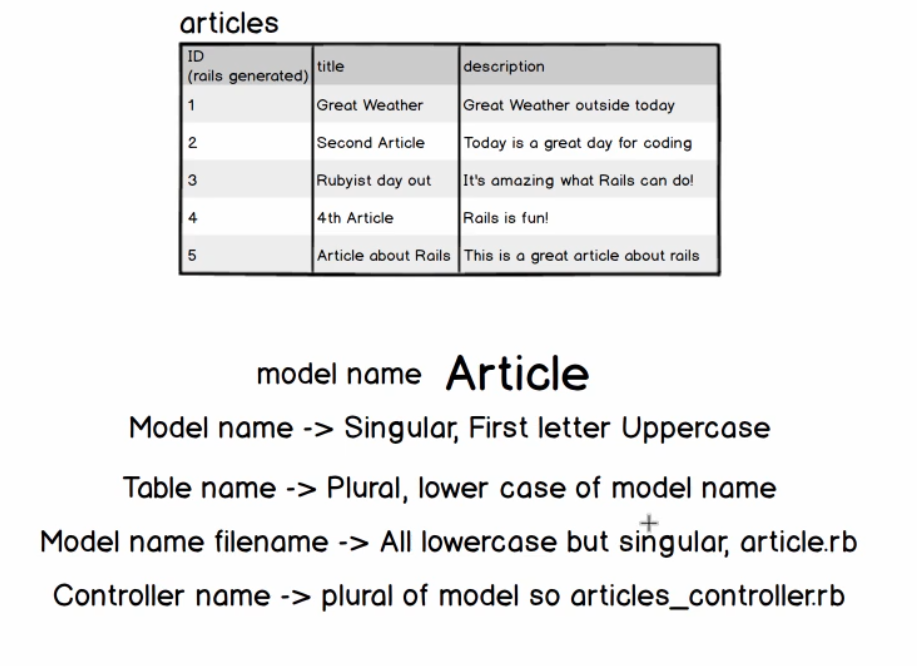 articles
ID
(rails generated) title description
1 Great Weather Great Weather outside today
2 Second Article Today is a great day for coding
3 Rubyist day out It's amazing what Rails can do!
4 4th Article Rails is fun!
5 Article about Rails This is a great article about rails
model name Article
Model name -> Singular, First letter Uppercase
Table name -> Plural, lower case of model name
Model name filename -> All lowercase but singular, article.rb
Controller name -> plural of model so articles_controller.rb